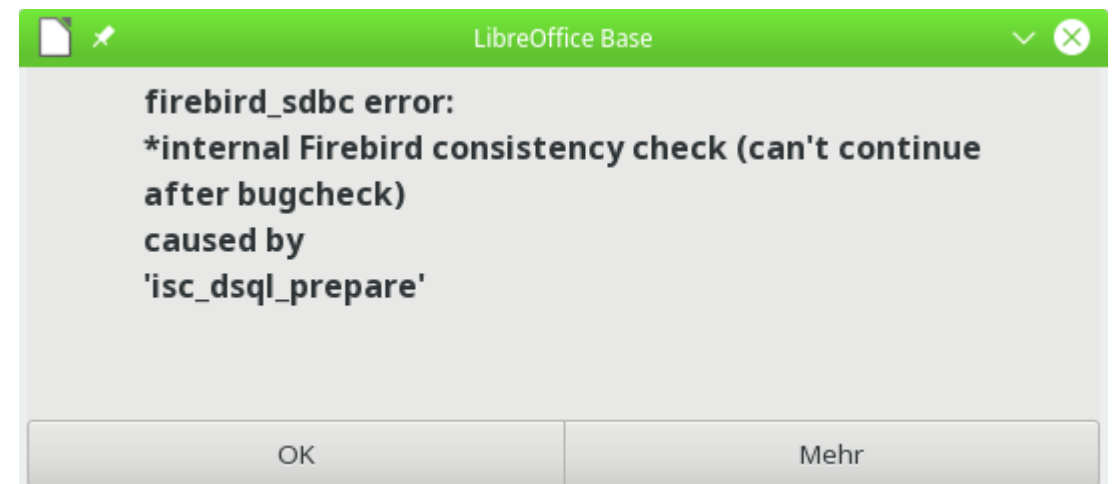 LibreOffice Base
firebird_sdbc error:
*internal Firebird consistency check (can't continue
after bugcheck)
caused by
'isc_dsql_prepare'
OK
Mehr